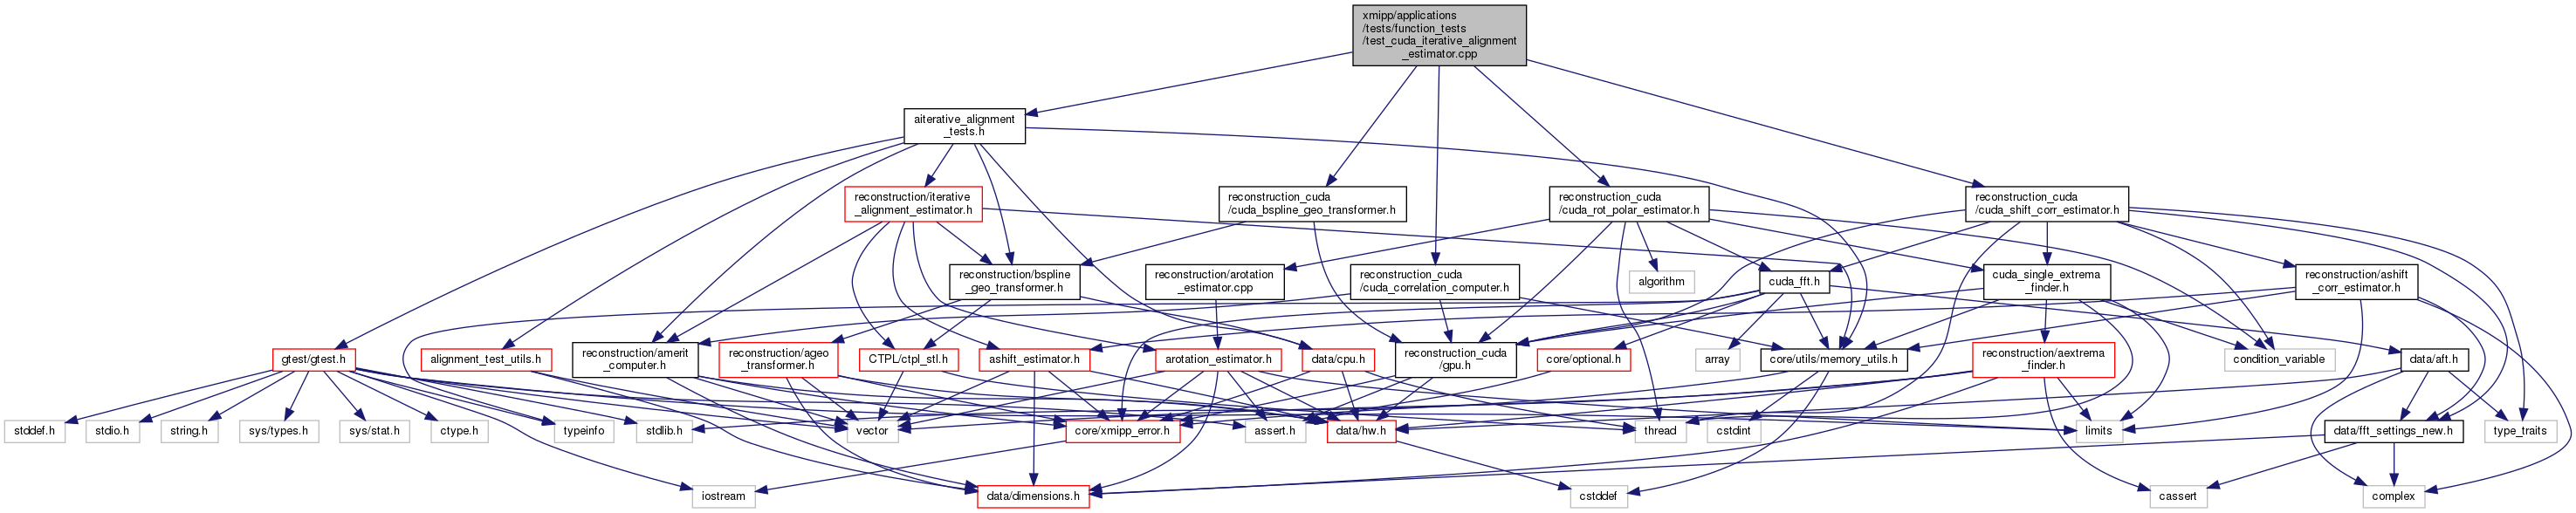 xmipp/applications
/tests/function_tests
/test_cuda_iterative_alignment
_estimator.cpp
aiterative_alignment
_tests.h
reconstruction/iterative
_alignment_estimator.h
reconstruction_cuda
/cuda_bspline_geo_transformer.h
reconstruction_cuda
/cuda_rot_polar_estimator.h
reconstruction_cuda
/cuda_shift_corr_estimator.h
reconstruction/bspline
_geo_transformer.h
reconstruction/arotation
_estimator.cpp
reconstruction_cuda
/cuda_correlation_computer.h
algorithm
cuda_fft.h
cuda_single_extrema
_finder.h
reconstruction/ashift
_corr_estimator.h
gtest/gtest.h
alignment_test_utils.h
reconstruction/amerit
_computer.h
reconstruction/ageo
_transformer.h
CTPL/ctpl_stl.h
ashift_estimator.h
arotation_estimator.h
data/cpu.h
reconstruction_cuda
/gpu.h
core/optional.h
array
core/utils/memory_utils.h
reconstruction/aextrema
_finder.h
condition_variable
data/aft.h
stddef.h
stdio.h
string.h
sys/types.h
sys/stat.h
ctype.h
typeinfo
stdlib.h
vector
core/xmipp_error.h
assert.h
data/hw.h
thread
cstdint
limits
data/fft_settings_new.h
type_traits
iostream
data/dimensions.h
cstddef
cassert
complex